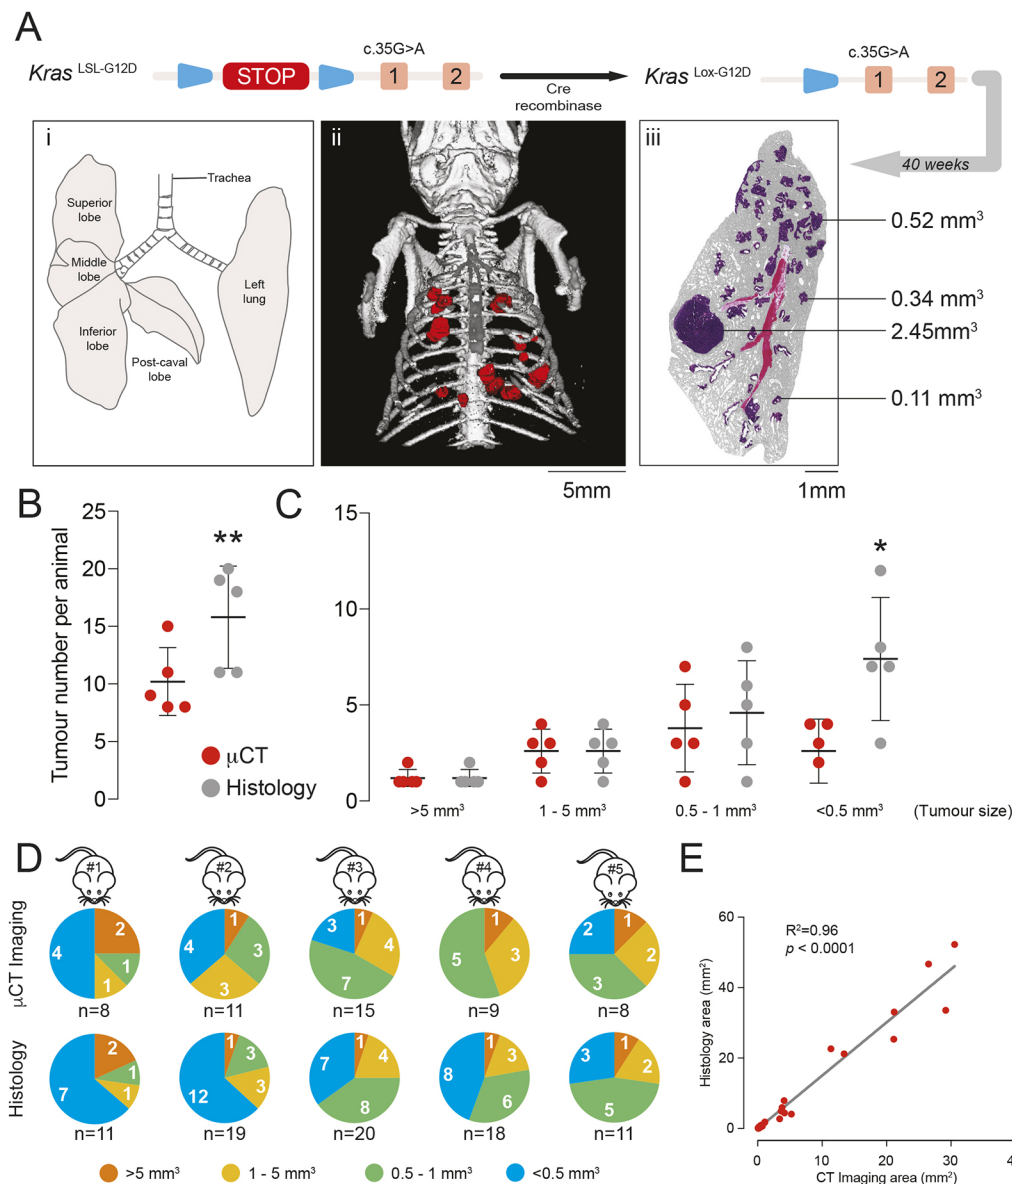 A
Kras LSL-G12D
STOP
c.35G>A
1
2
Cre
recombinase
Kras Lox-G12D
c.35G>A
1
2
40 weeks
i
Trachea
Superior
lobe
Middle
lobe
Inferior
lobe
Post-caval
lobe
Left
lung
ii
5mm
iii
0.52 mm³
0.34 mm³
2.45mm³
0.11 mm³
1mm
B
Tumour number per animal
25
20
15
10
5
0
**
μCT
Histology
C
15
10
5
0
*
>5 mm³
1 - 5 mm³
0.5 - 1 mm³
<0.5 mm³
(Tumour size)
D
#1
#2
#3
#4
#5
μCT Imaging
2
1
1
4
1
3
3
4
1
4
7
3
1
3
5
1
2
3
2
n=8
n=11
n=15
n=9
n=8
Histology
2
1
1
7
1
3
3
12
1
4
8
7
1
3
6
8
1
2
5
3
n=11
n=19
n=20
n=18
n=11
>5 mm³
1 - 5 mm³
0.5 - 1 mm³
<0.5 mm³
E
R²=0.96
p < 0.0001
Histology area (mm²)
60
40
20
0
0
10
20
30
4
CT Imaging area (mm²)